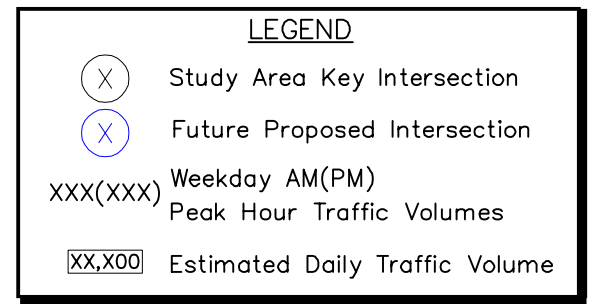 LEGEND
X Study Area Key Intersection
X Future Proposed Intersection
XXX(XXX) Weekday AM(PM)
Peak Hour Traffic Volumes
XX,X00 Estimated Daily Traffic Volume